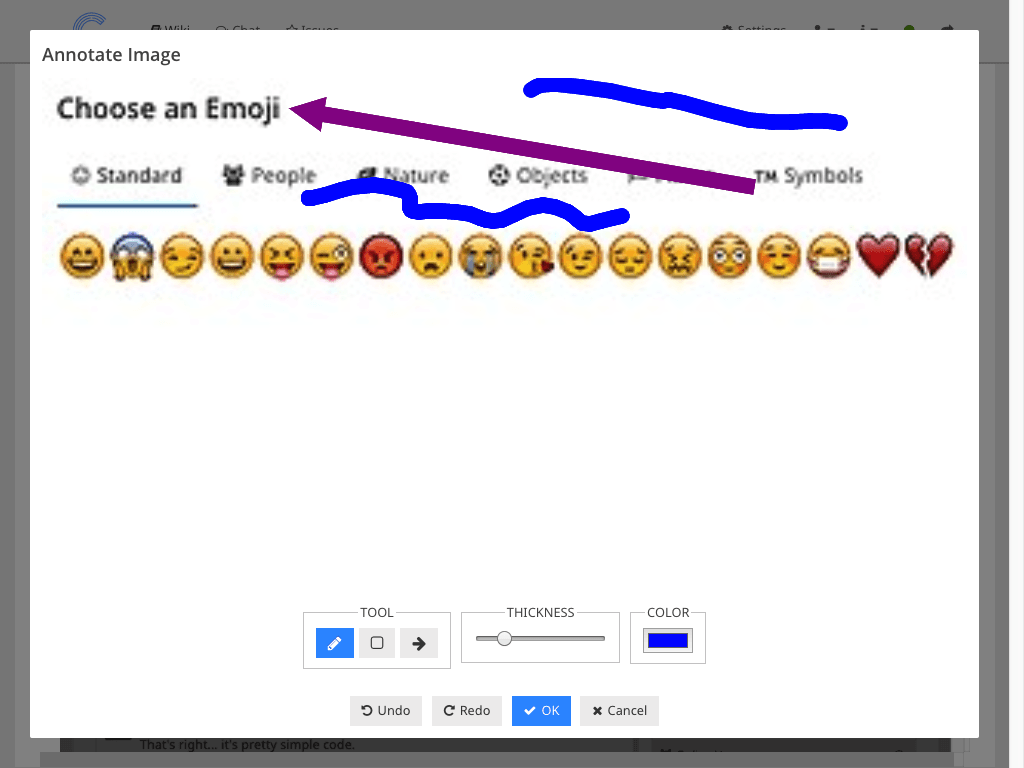 Wiki Chat Issues Settings
Annotate Image
Choose an Emoji
Standard People Nature Objects TM Symbols
TOOL THICKNESS COLOR
Undo Redo OK Cancel
That's right... it's pretty simple code.